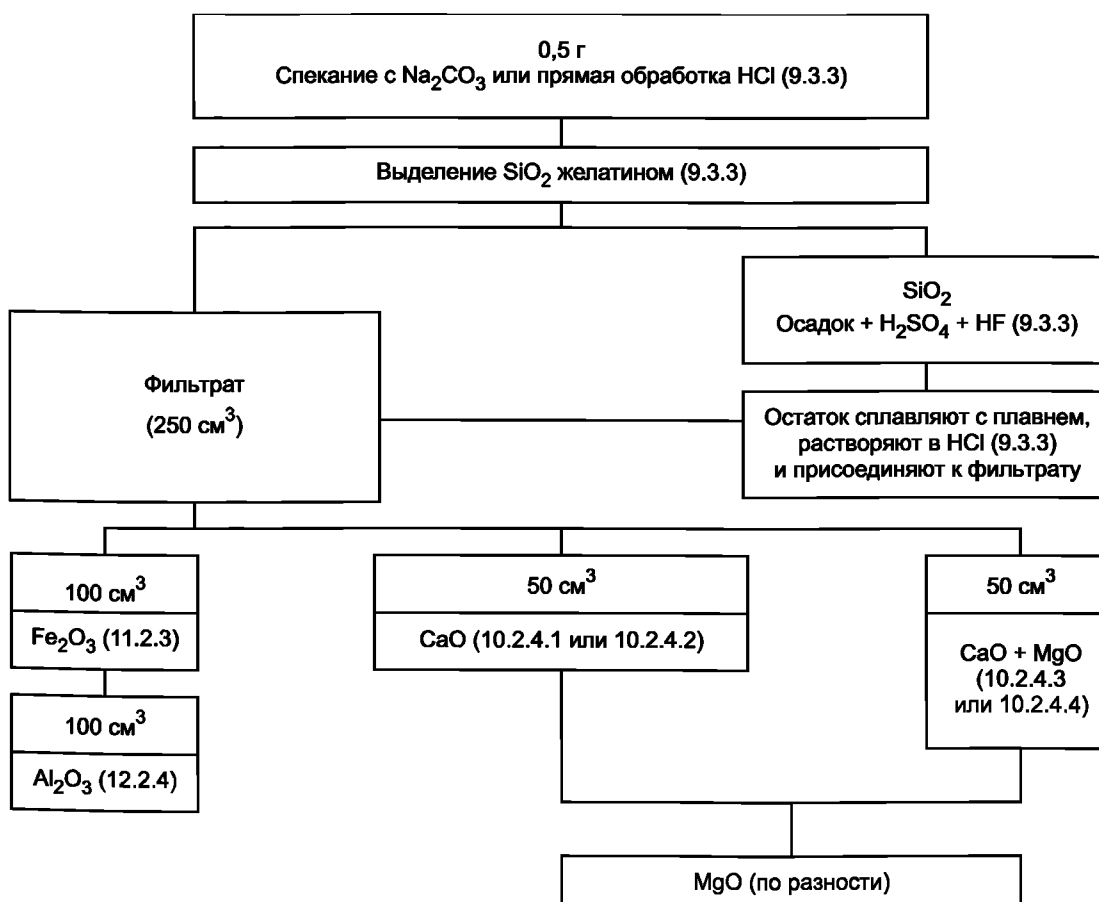 0,5 г
Спекание с Na₂CO₃ или прямая обработка HCl (9.3.3)
Выделение SiO₂ желатином (9.3.3)
SiO₂
Осадок + H₂SO₄ + HF (9.3.3)
Фильтрат
(250 см³)
Остаток сплавляют с плавнем,
растворяют в HCl (9.3.3)
и присоединяют к фильтрату
100 см³
Fe₂O₃ (11.2.3)
100 см³
Al₂O₃ (12.2.4)
50 см³
CaO (10.2.4.1 или 10.2.4.2)
50 см³
CaO + MgO
(10.2.4.3
или 10.2.4.4)
MgO (по разности)